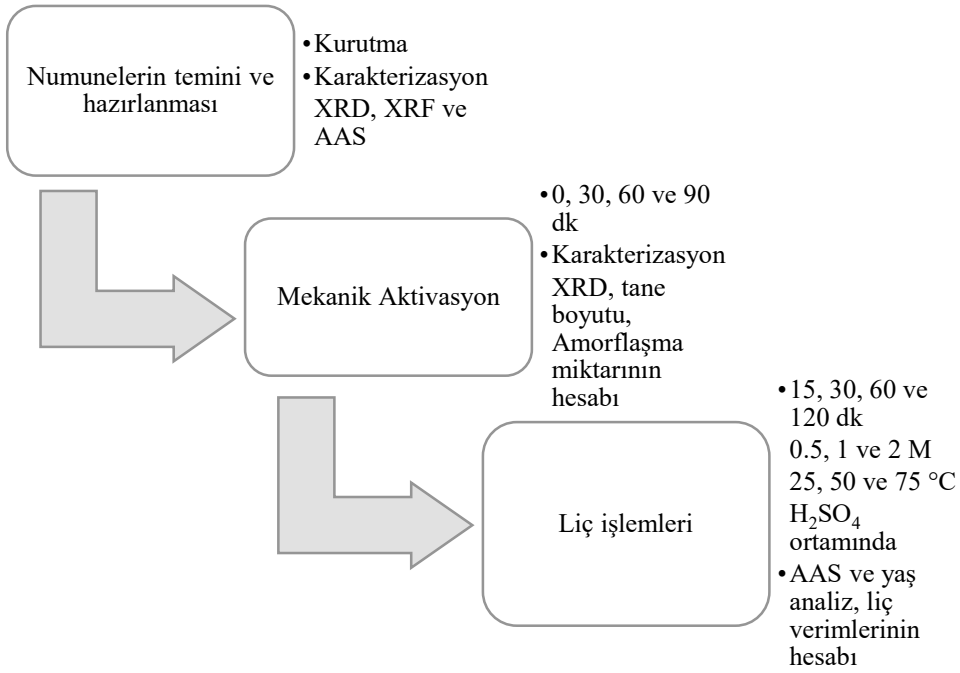 Numunelerin temini ve
hazırlanması
•Kurutma
•Karakterizasyon
XRD, XRF ve
AAS
Mekanik Aktivasyon
•0, 30, 60 ve 90
dk
•Karakterizasyon
XRD, tane
boyutu,
Amorflaşma
miktarının
hesabı
Liç işlemleri
•15, 30, 60 ve
120 dk
0.5, 1 ve 2 M
25, 50 ve 75 °C
H₂SO₄
ortamında
•AAS ve yaş
analiz, liç
verimlerinin
hesabı